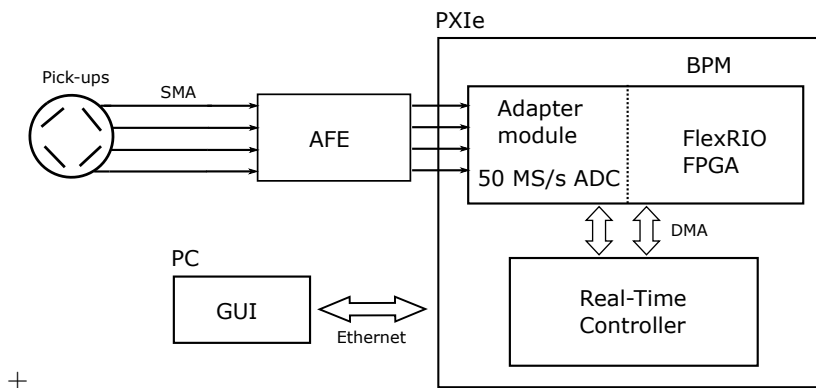 PXIe
BPM
Pick-ups
SMA
AFE
Adapter
module
50 MS/s ADC
FlexRIO
FPGA
DMA
PC
GUI
Ethernet
Real-Time
Controller
+